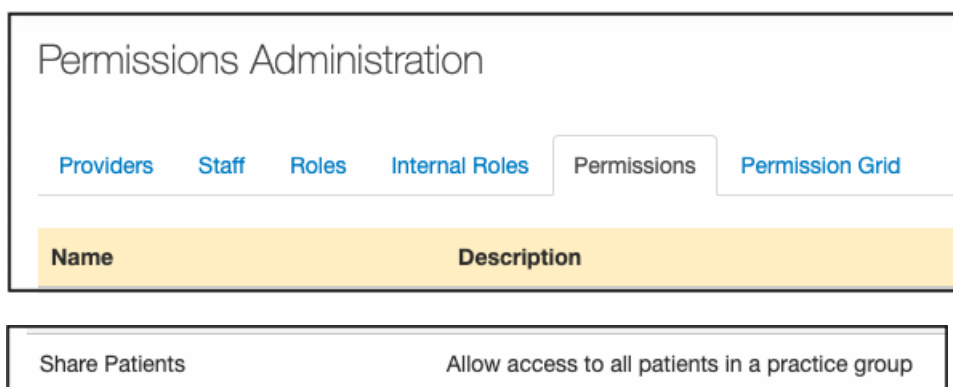 Permissions Administration
Providers Staff Roles Internal Roles Permissions Permission Grid
Name Description
Share Patients Allow access to all patients in a practice group